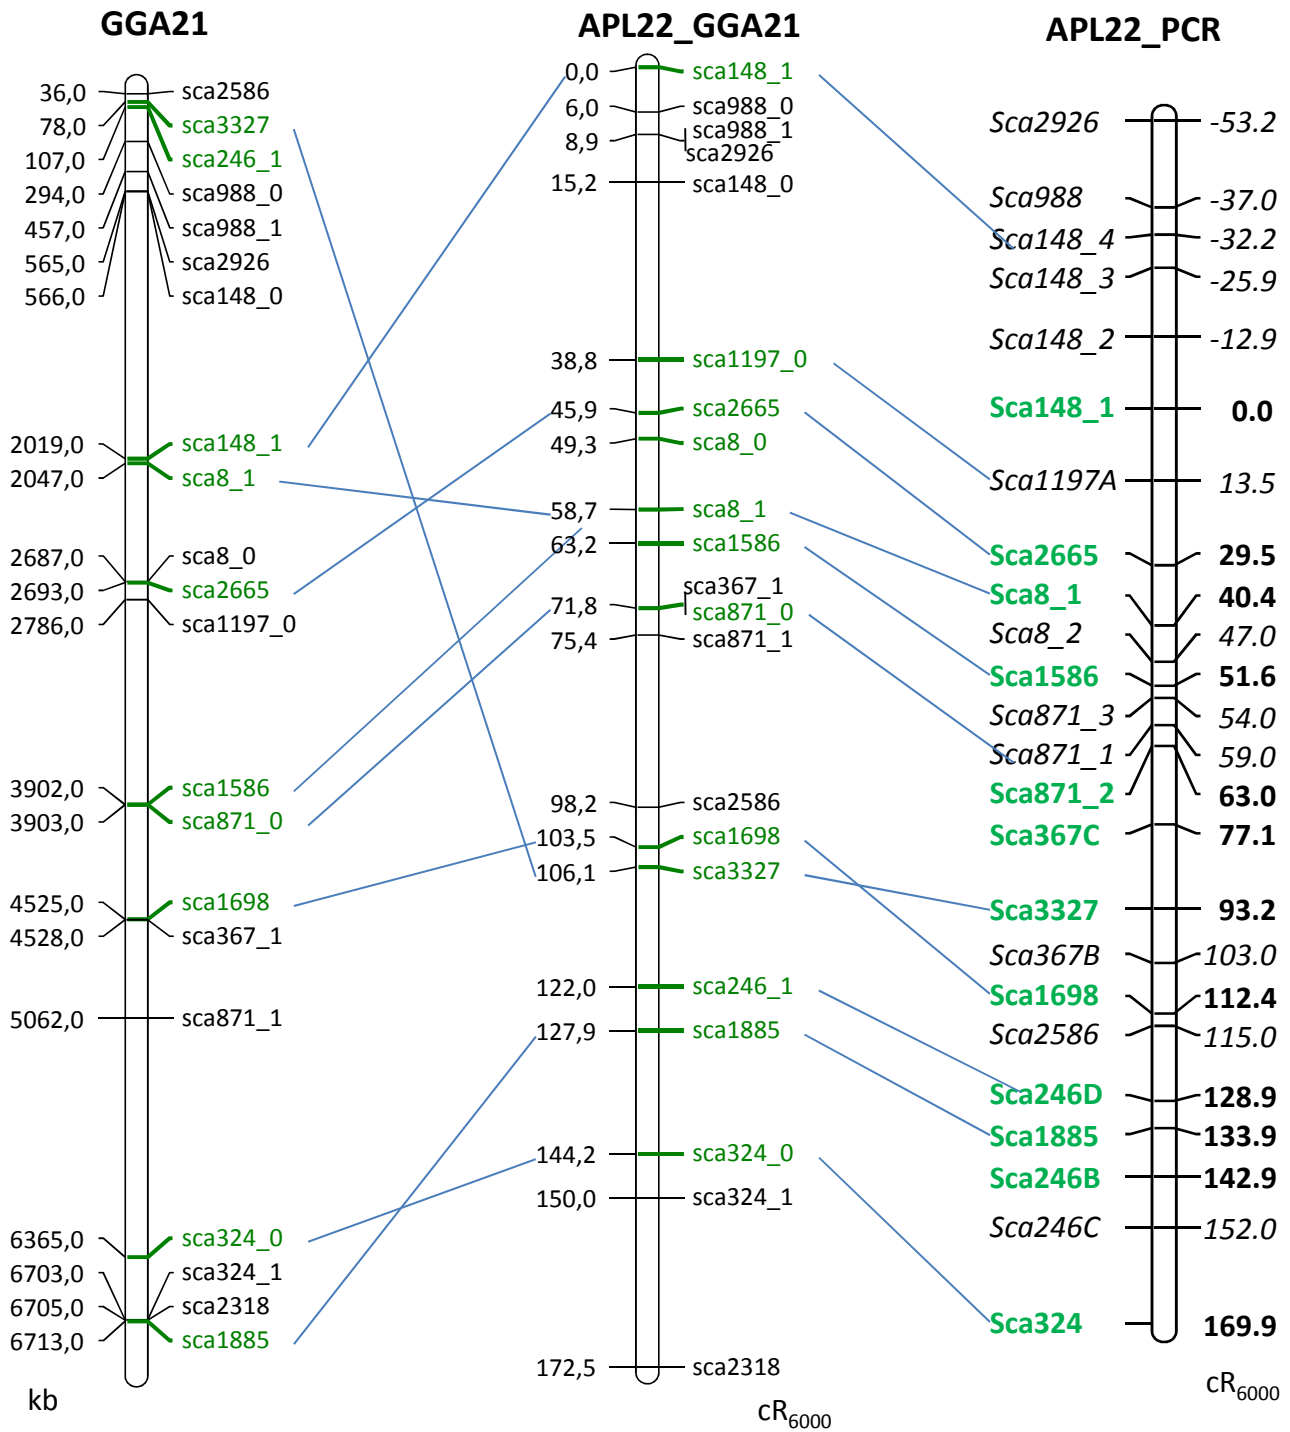 GGA21
36,0 sca2586
78,0 sca3327
107,0 sca246_1
294,0 sca988_0
457,0 sca988_1
565,0 sca2926
566,0 sca148_0
2019,0 sca148_1
2047,0 sca8_1
2687,0 sca8_0
2693,0 sca2665
2786,0 sca1197_0
3902,0 sca1586
3903,0 sca871_0
4525,0 sca1698
4528,0 sca367_1
5062,0 sca871_1
6365,0 sca324_0
6703,0 sca324_1
6705,0 sca2318
6713,0 sca1885
kb
APL22_GGA21
0,0 sca148_1
6,0 sca988_0
8,9 sca988_1
sca2926
15,2 sca148_0
38,8 sca1197_0
45,9 sca2665
49,3 sca8_0
58,7 sca8_1
63,2 sca1586
sca367_1
71,8 sca871_0
75,4 sca871_1
98,2 sca2586
103,5 sca1698
106,1 sca3327
122,0 sca246_1
127,9 sca1885
144,2 sca324_0
150,0 sca324_1
172,5 sca2318
cR6000
APL22_PCR
Sca2926 -53.2
Sca988 -37.0
Sca148_4 -32.2
Sca148_3 -25.9
Sca148_2 -12.9
Sca148_1 0.0
Sca1197A 13.5
Sca2665 29.5
Sca8_1 40.4
Sca8_2 47.0
Sca1586 51.6
Sca871_3 54.0
Sca871_1 59.0
Sca871_2 63.0
Sca367C 77.1
Sca3327 93.2
Sca367B 103.0
Sca1698 112.4
Sca2586 115.0
Sca246D 128.9
Sca1885 133.9
Sca246B 142.9
Sca246C 152.0
Sca324 169.9
cR6000